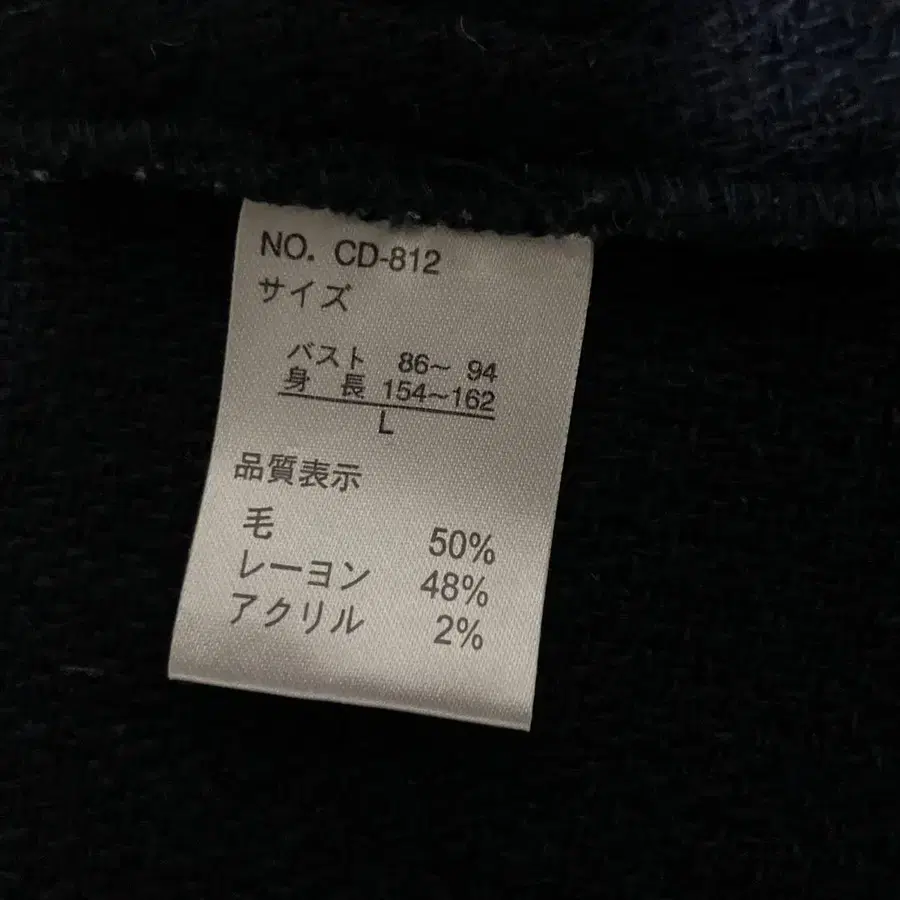 NO. CD-812
サイズ
バスト 86~ 94
身 長 154~162
L
品質表示
毛 50%
レーヨン 48%
アクリル 2%